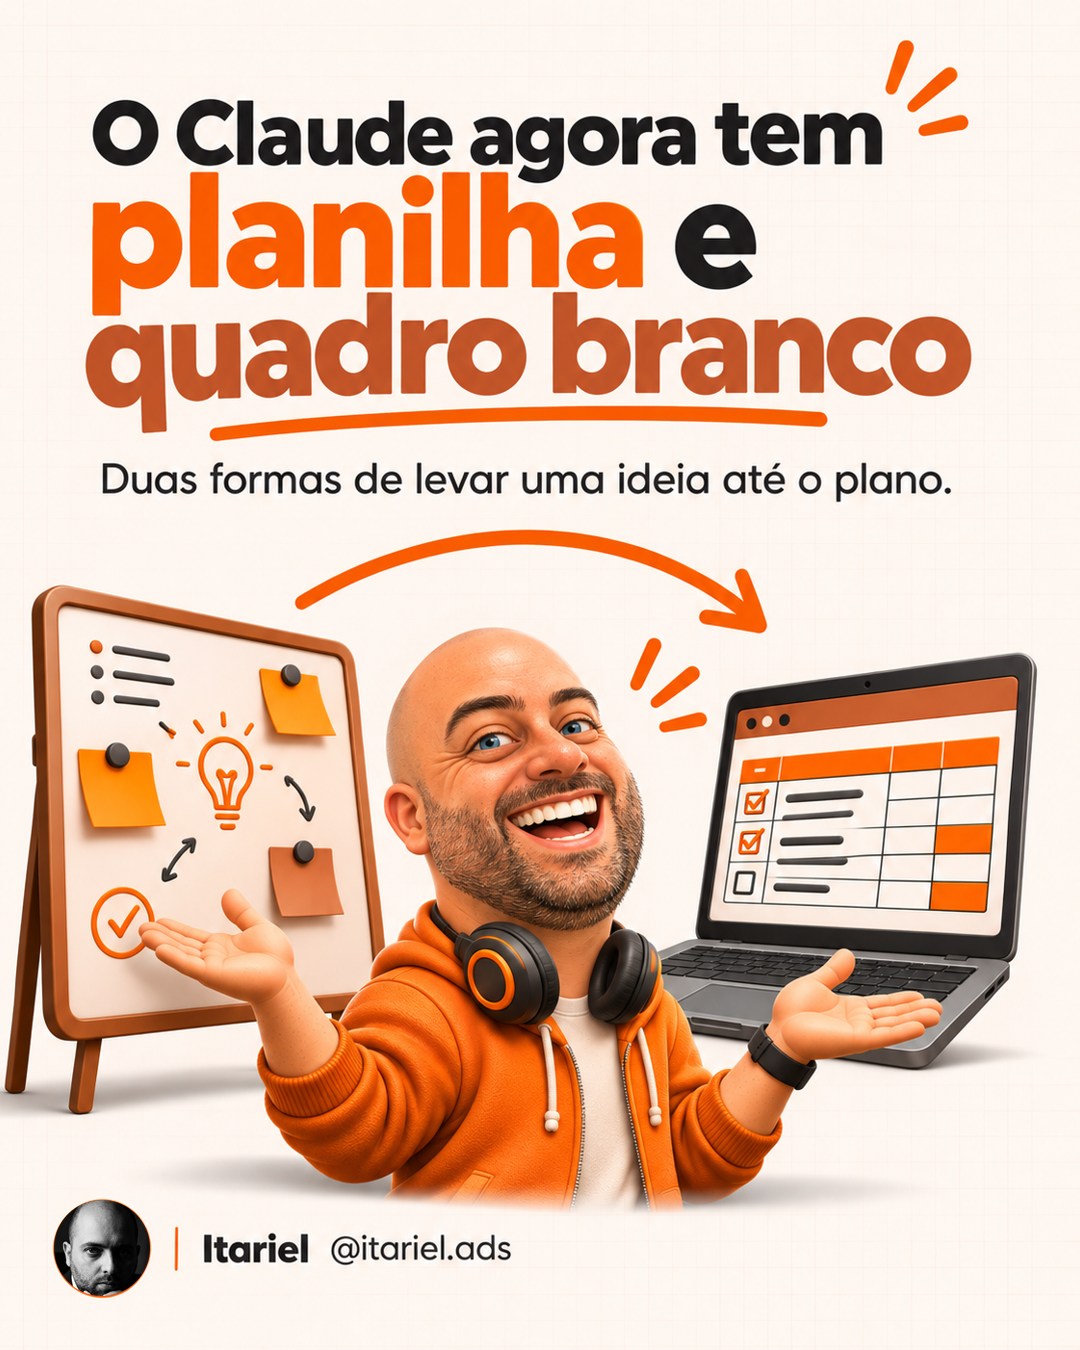 O Claude agora tem
planilha e
quadro branco
Duas formas de levar uma ideia até o plano.
Itariel @itariel.ads